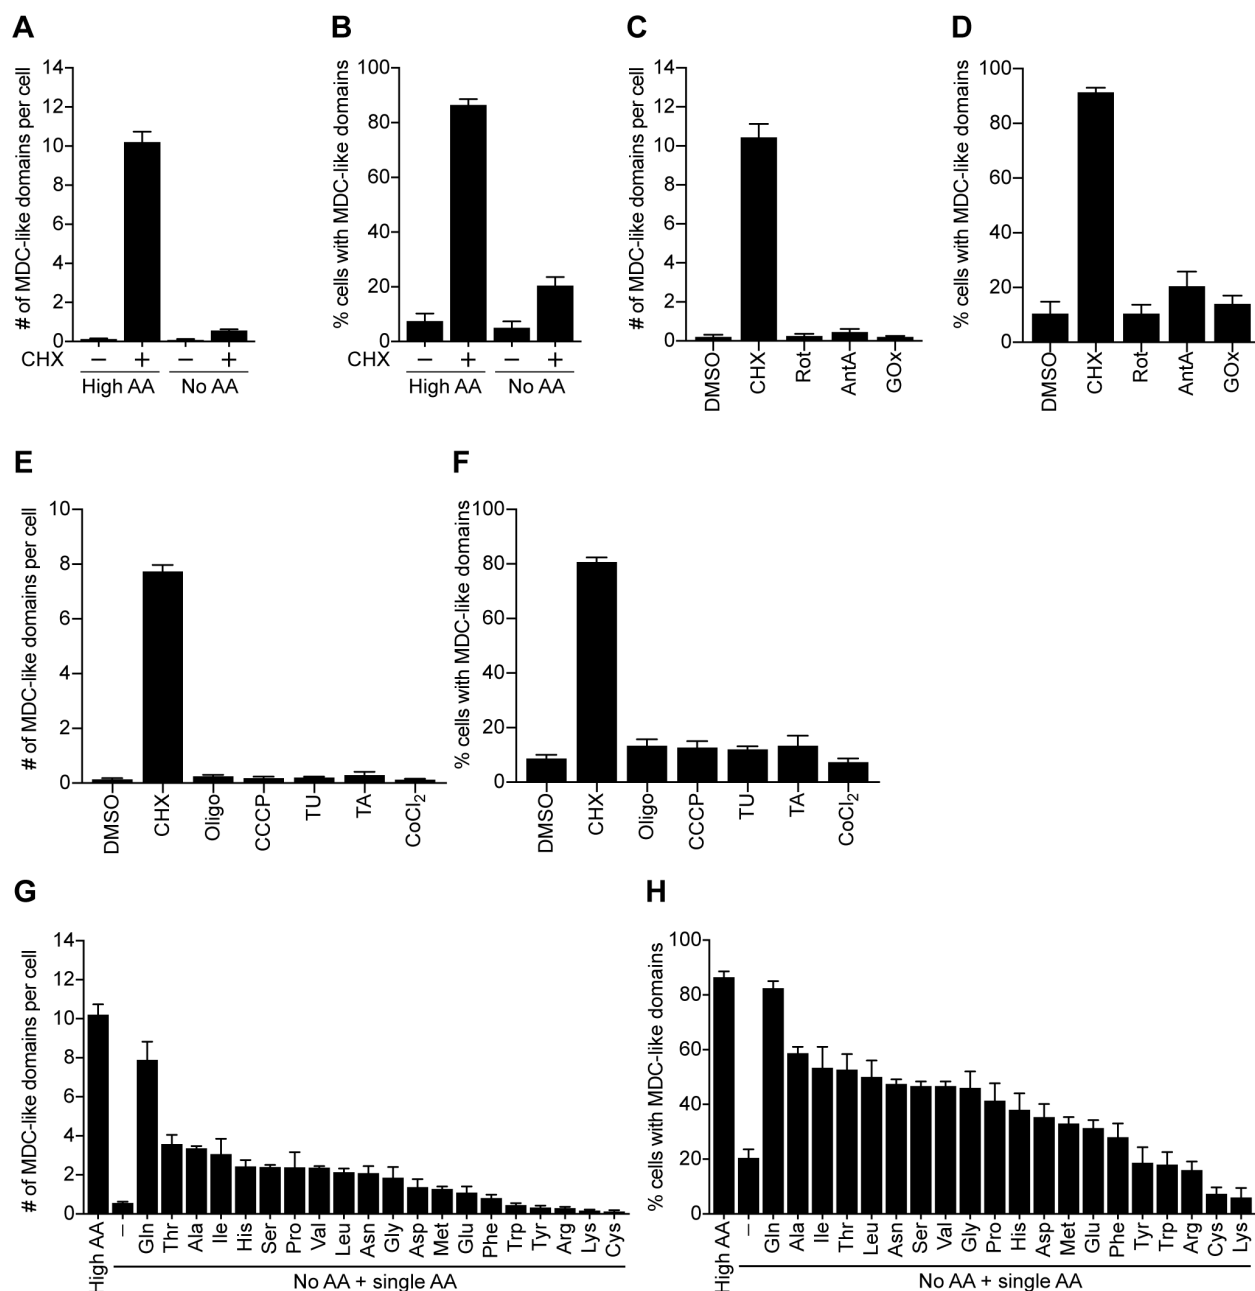 A
B
C
D
# of MDC-like domains per cell
14
12
10
8
6
4
2
0
CHX
– + – +
High AA No AA
% cells with MDC-like domains
100
80
60
40
20
0
CHX
– + – +
High AA No AA
# of MDC-like domains per cell
14
12
10
8
6
4
2
0
DMSO
CHX
Rot
AntA
GOx
% cells with MDC-like domains
100
80
60
40
20
0
DMSO
CHX
Rot
AntA
GOx
E
F
# of MDC-like domains per cell
10
8
6
4
2
0
DMSO
CHX
Oligo
CCCP
TU
TA
CoCl₂
% cells with MDC-like domains
100
80
60
40
20
0
DMSO
CHX
Oligo
CCCP
TU
TA
CoCl₂
G
H
# of MDC-like domains per cell
14
12
10
8
6
4
2
0
High AA
–
Gln
Thr
Ala
Ile
His
Ser
Pro
Val
Leu
Asn
Gly
Asp
Met
Glu
Phe
Trp
Tyr
Arg
Lys
Cys
No AA + single AA
% cells with MDC-like domains
100
80
60
40
20
0
High AA
–
Gln
Ala
Ile
Thr
Leu
Asn
Ser
Val
Gly
Pro
His
Asp
Met
Glu
Phe
Tyr
Trp
Arg
Cys
Lys
No AA + single AA